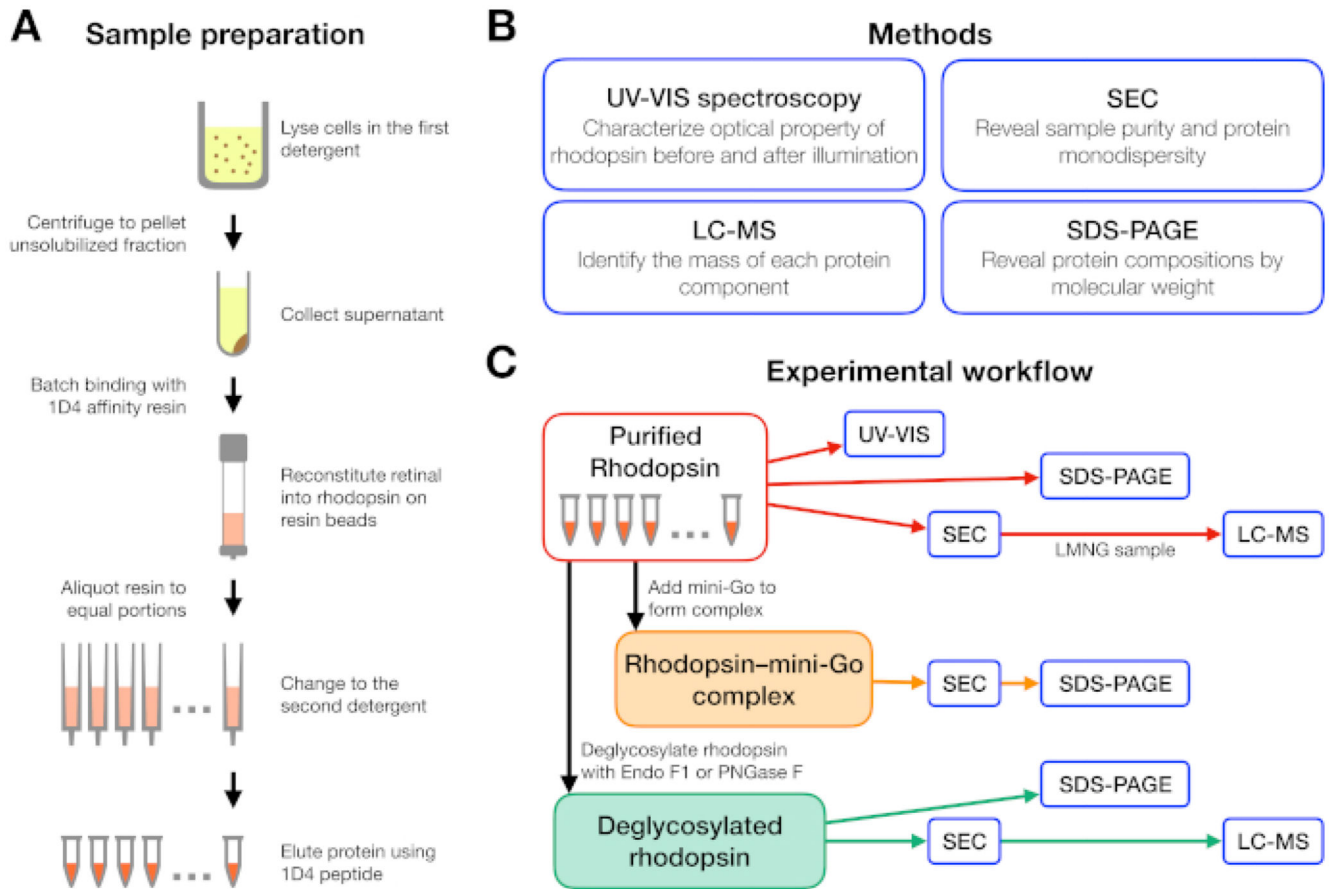 A
Sample preparation
Lyse cells in the first
detergent
Centrifuge to pellet
unsolubilized fraction
Collect supernatant
Batch binding with
1D4 affinity resin
Reconstitute retinal
into rhodopsin on
resin beads
Aliquot resin to
equal portions
Change to the
second detergent
Elute protein using
1D4 peptide
B
Methods
UV-VIS spectroscopy
Characterize optical property of
rhodopsin before and after illumination
SEC
Reveal sample purity and protein
monodispersity
LC-MS
Identify the mass of each protein
component
SDS-PAGE
Reveal protein compositions by
molecular weight
C
Experimental workflow
Purified
Rhodopsin
UV-VIS
SDS-PAGE
SEC
LMNG sample
LC-MS
Add mini-Go to
form complex
Rhodopsin–mini-Go
complex
SEC
SDS-PAGE
Deglycosylate rhodopsin
with Endo F1 or PNGase F
Deglycosylated
rhodopsin
SDS-PAGE
SEC
LC-MS